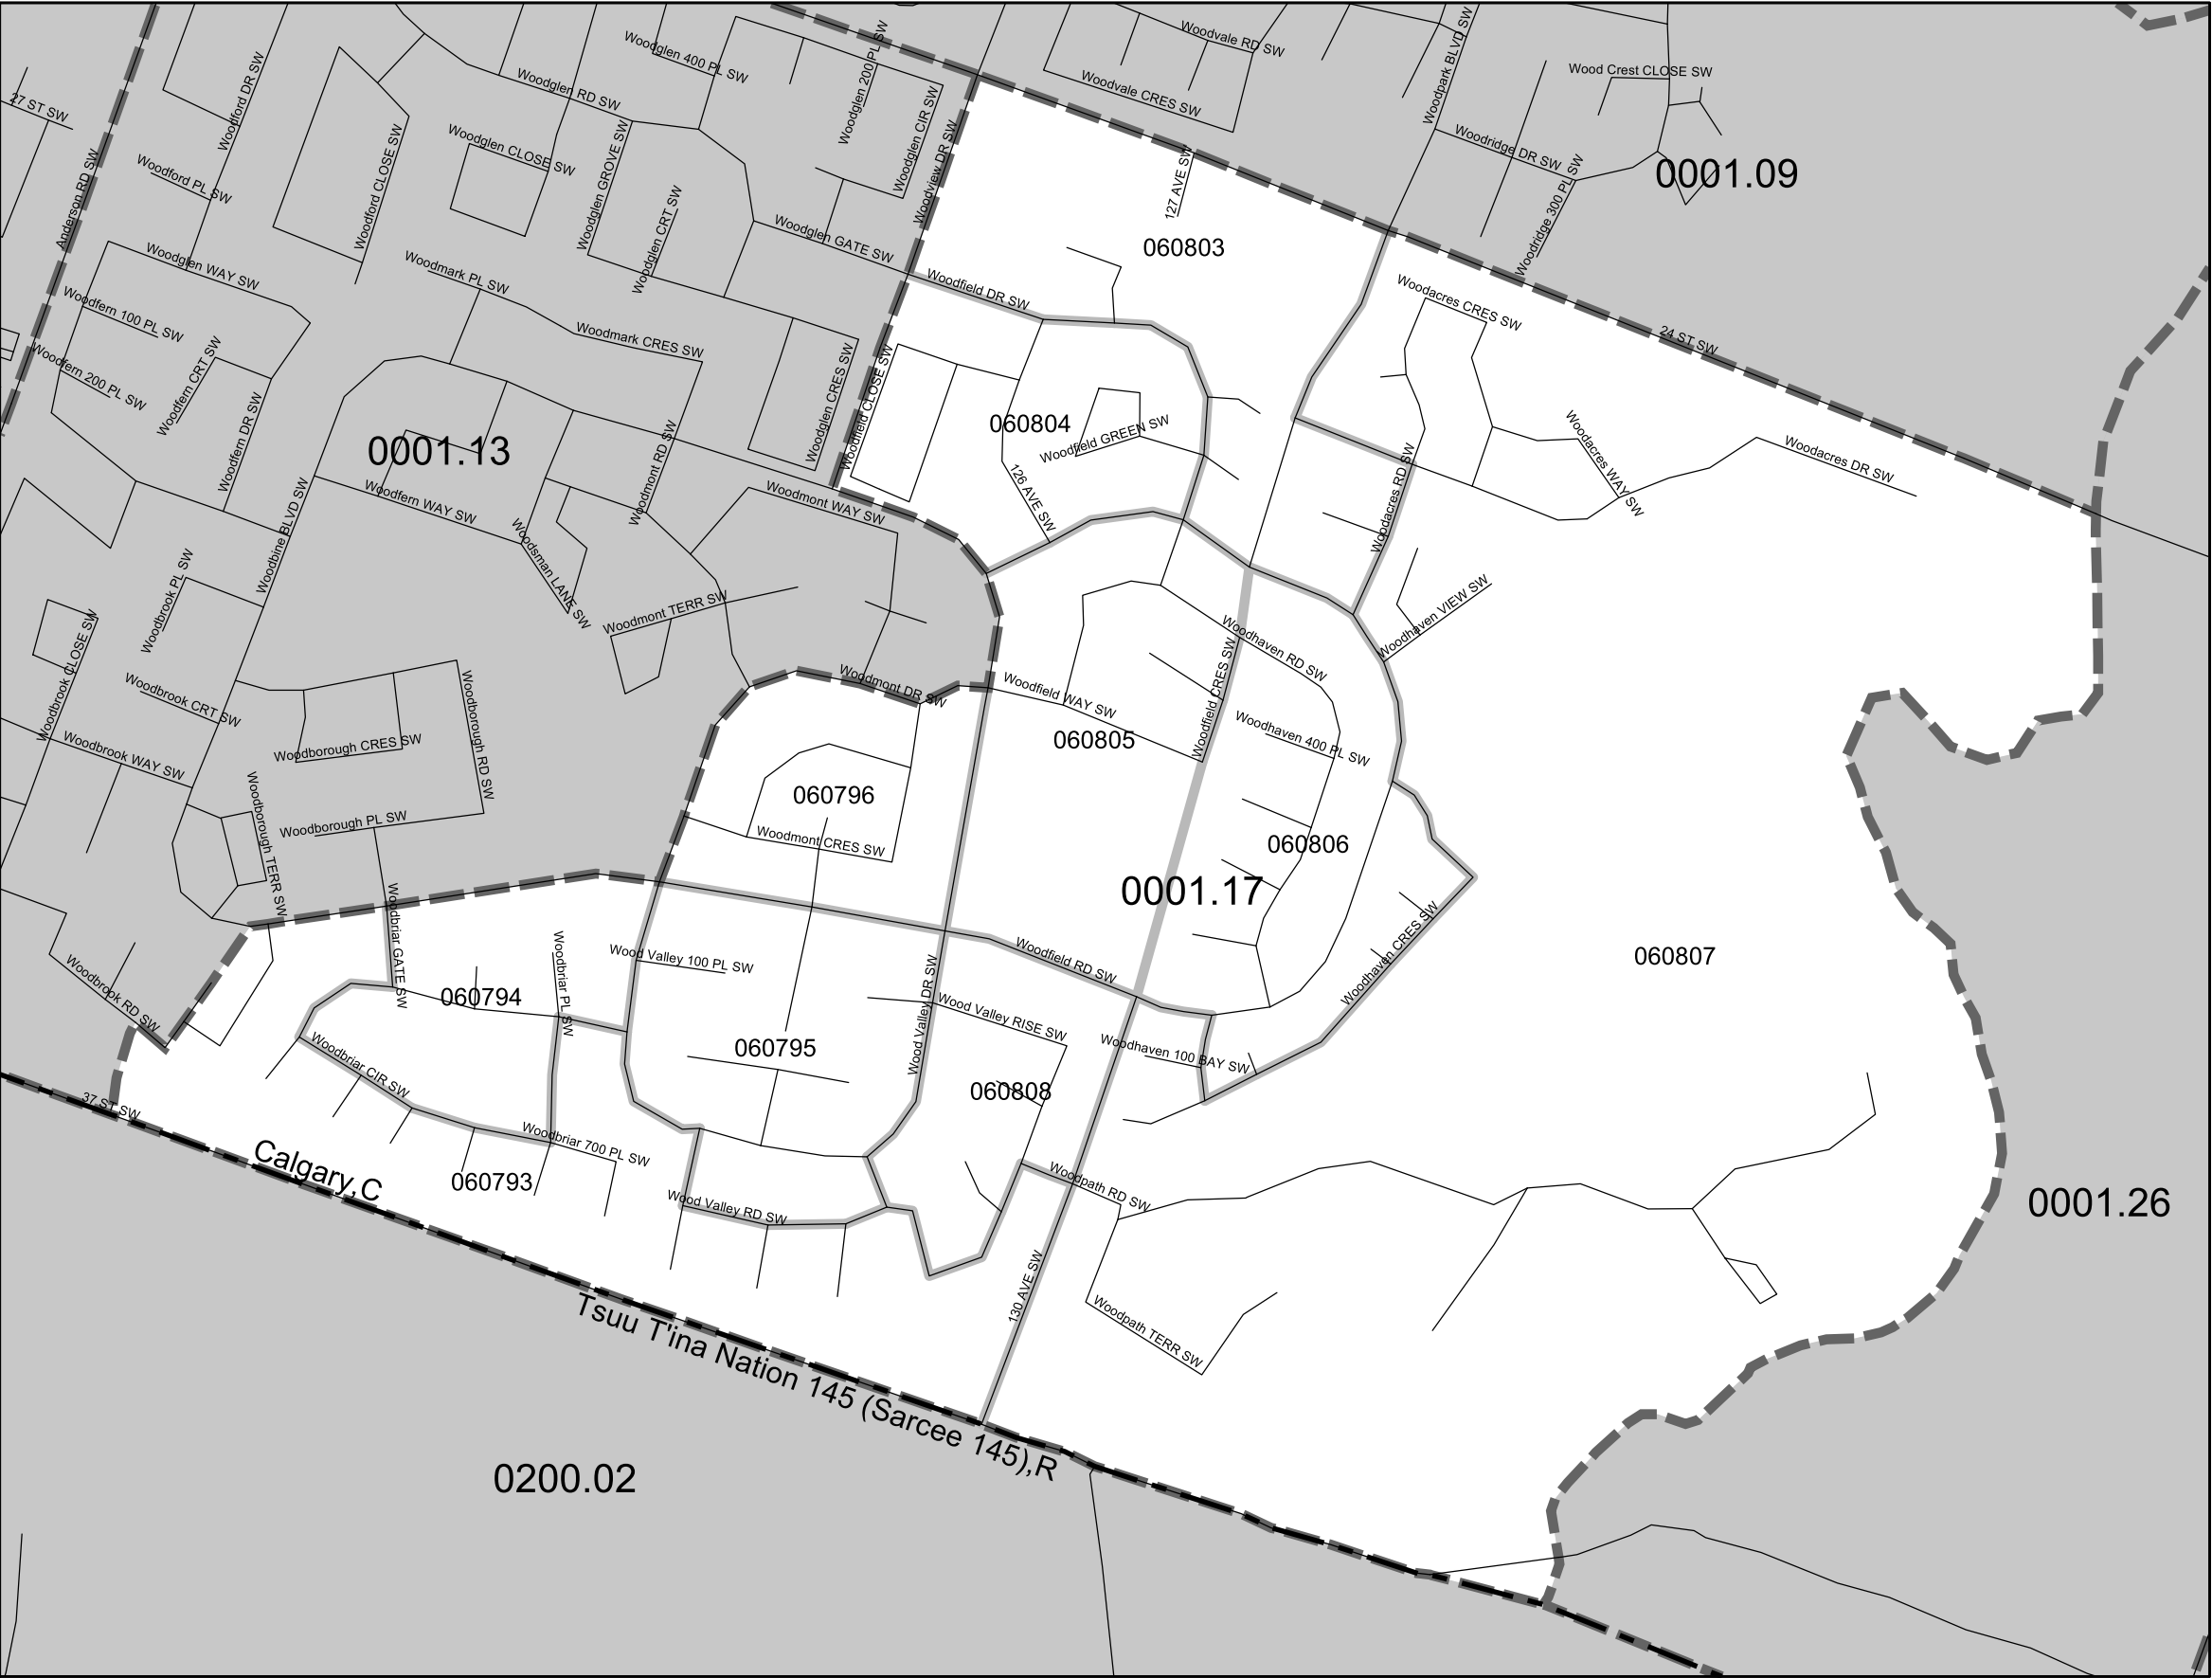 Woodglen 400 PL SW
Woodglen 200 PL SW
Woodvale RD SW
Woodpark BLVD SW
Woodford DR SW
Woodglen RD SW
Woodvale CRES SW
Wood Crest CLOSE SW
27 ST SW
Woodglen CIR SW
Woodglen CLOSE SW
Woodglen GROVE SW
Woodford CLOSE SW
Woodview DR SW
Woodridge DR SW
0001.09
127 AVE SW
Woodford PL SW
Anderson RD SW
Woodglen CRT SW
Woodridge 300 PL SW
Woodglen GATE SW
060803
Woodglen WAY SW
Woodmark PL SW
Woodfield DR SW
Woodacres CRES SW
Woodfern 100 PL SW
Woodmark CRES SW
24 ST SW
Woodfern 200 PL SW
Woodfern CRT SW
Woodglen CRES SW
Woodfield CLOSE SW
060804
Woodfield GREEN SW
0001.13
Woodfern DR SW
Woodmont RD SW
Woodacres RD SW
Woodacres WAY SW
Woodacres DR SW
Woodfern WAY SW
Woodmont WAY SW
126 AVE SW
Woodbine BLVD SW
Woodsman LANE SW
Woodbrook PL SW
Woodmont TERR SW
Woodhaven VIEW SW
Woodbrook CLOSE SW
Woodhaven RD SW
Woodfield CRES SW
Woodbrook CRT SW
Woodmont DR SW
Woodfield WAY SW
Woodborough RD SW
060805
Woodhaven 400 PL SW
Woodbrook WAY SW
Woodborough CRES SW
060796
Woodborough TERR SW
Woodborough PL SW
Woodmont CRES SW
060806
0001.17
Woodbriar GATE SW
Woodbriar PL SW
Wood Valley 100 PL SW
Woodfield RD SW
Woodhaven CRES SW
060807
Woodbrook RD SW
060794
Wood Valley DR SW
Wood Valley RISE SW
Woodhaven 100 BAY SW
060795
Woodbriar CIR SW
060808
37 ST SW
Woodbriar 700 PL SW
Calgary,C
060793
Wood Valley RD SW
Woodpath RD SW
0001.26
130 AVE SW
Woodpath TERR SW
Tsuu T'ina Nation 145 (Sarcee 145),R
0200.02